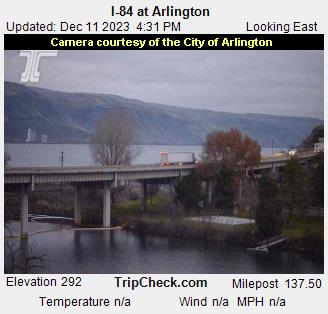 I-84 at Arlington
Updated: Dec 11 2023 4:31 PM Looking East
Camera courtesy of the City of Arlington
Elevation 292 TripCheck.com Milepost 137.50
Temperature n/a Wind n/a MPH n/a